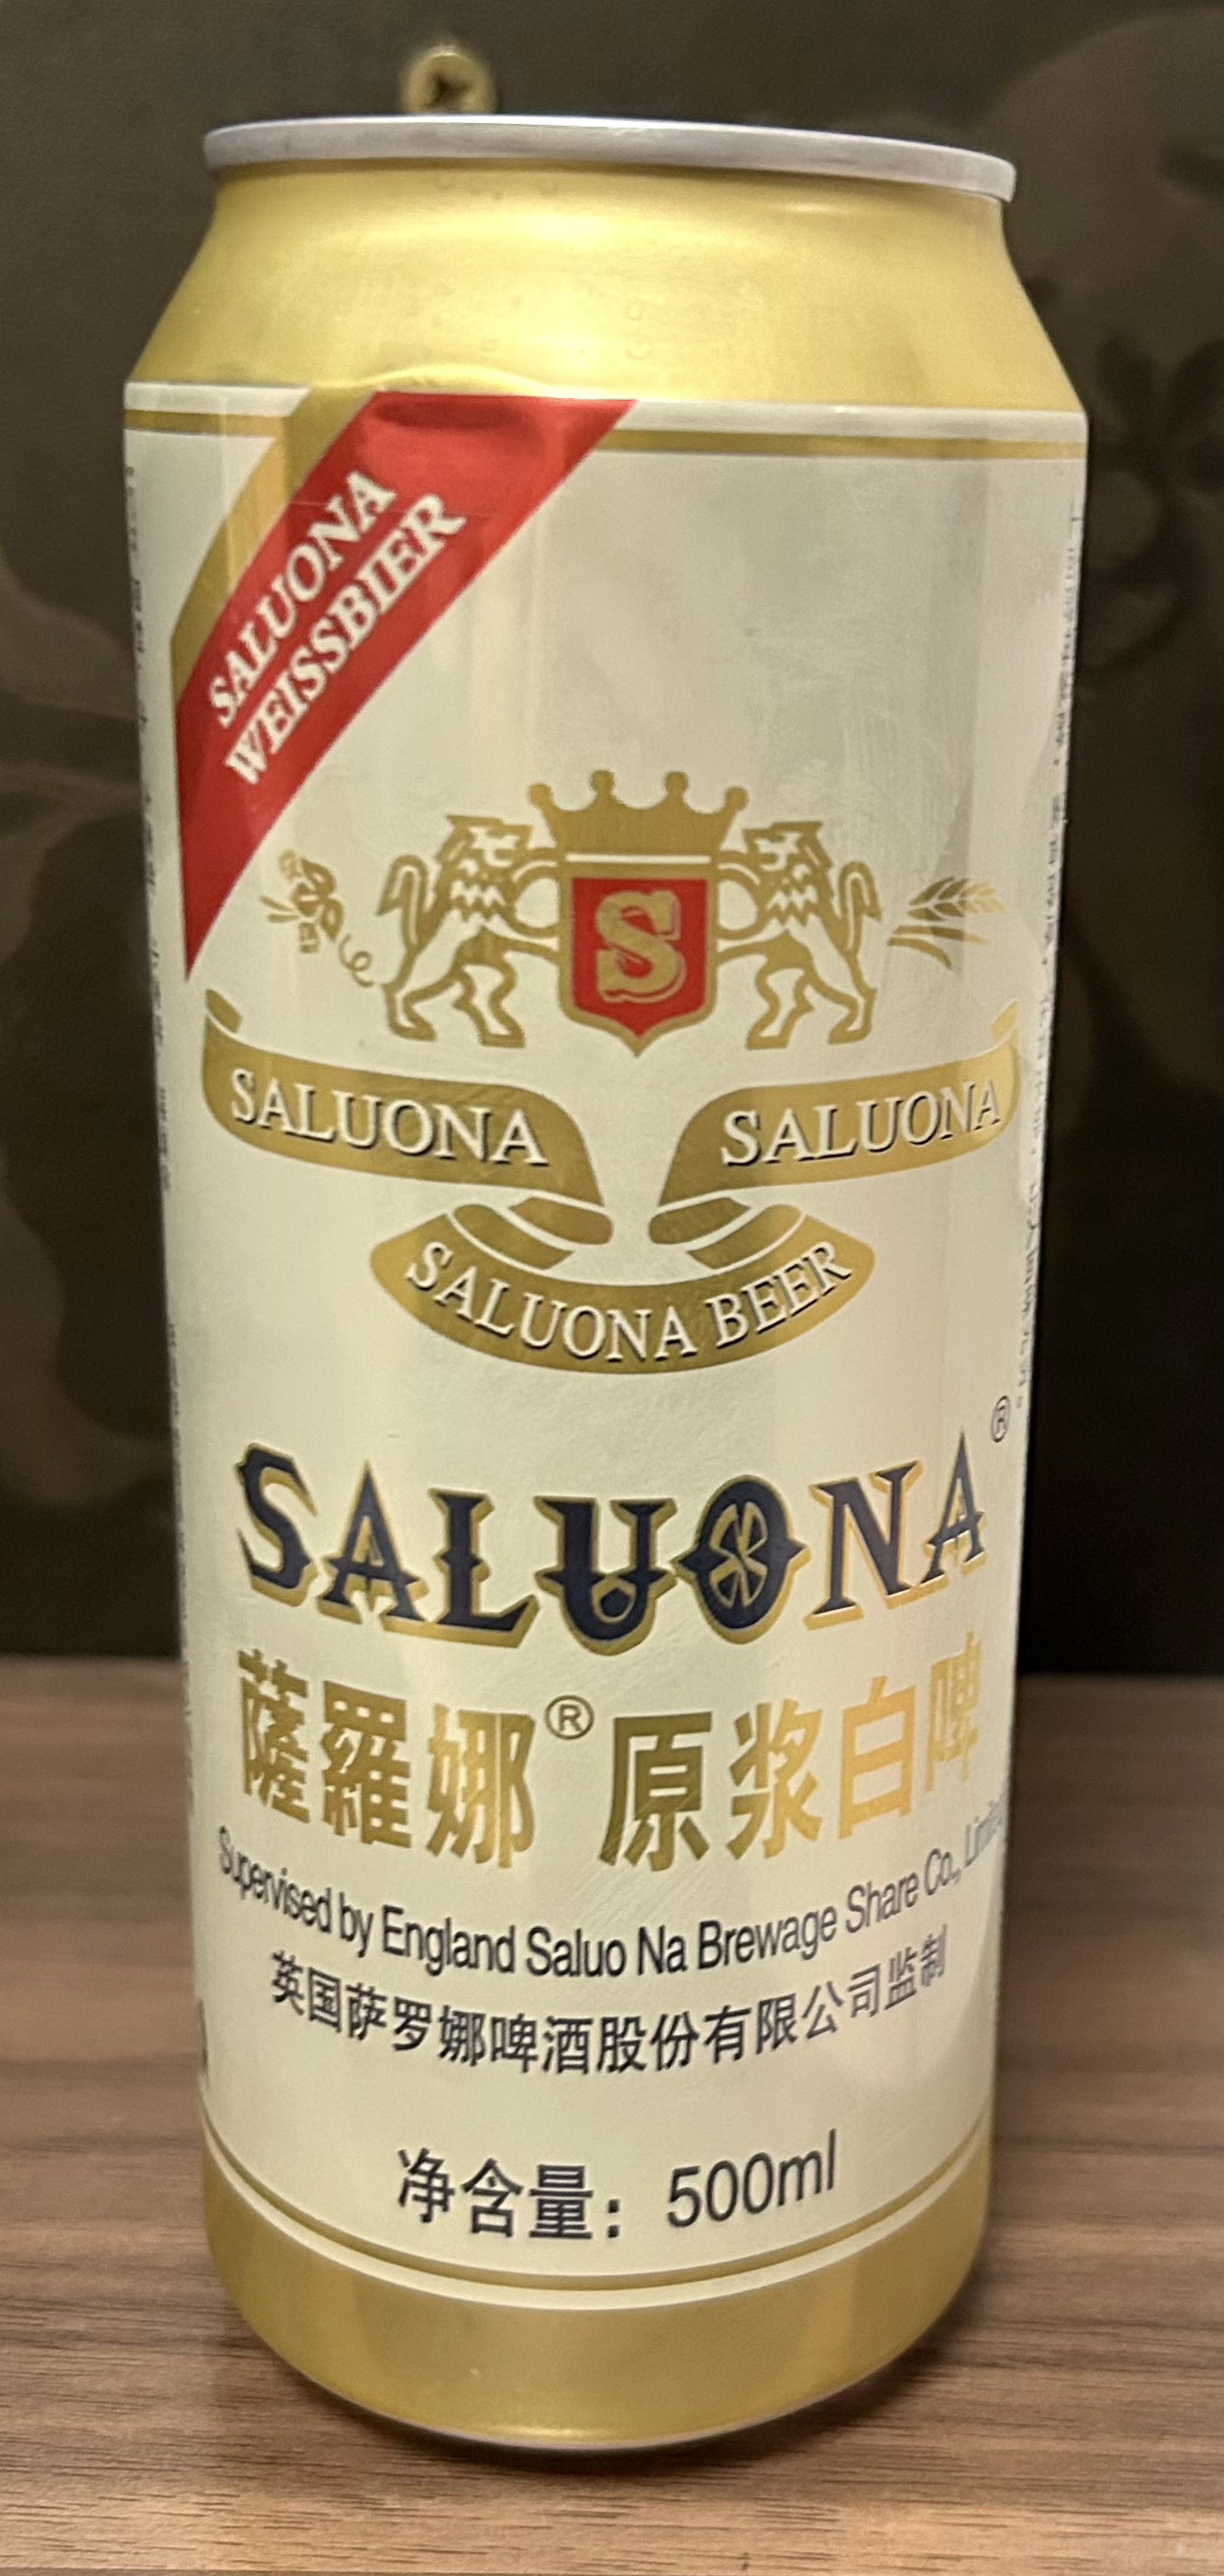 SALUONA
WEISSBIER
S
SALUONA SALUONA
SALUONA BEER
SALUONA®
薩羅娜®原浆白啤
Supervised by England Saluo Na Brewage Share Co., Limited
英国萨罗娜啤酒股份有限公司监制
净含量：500ml